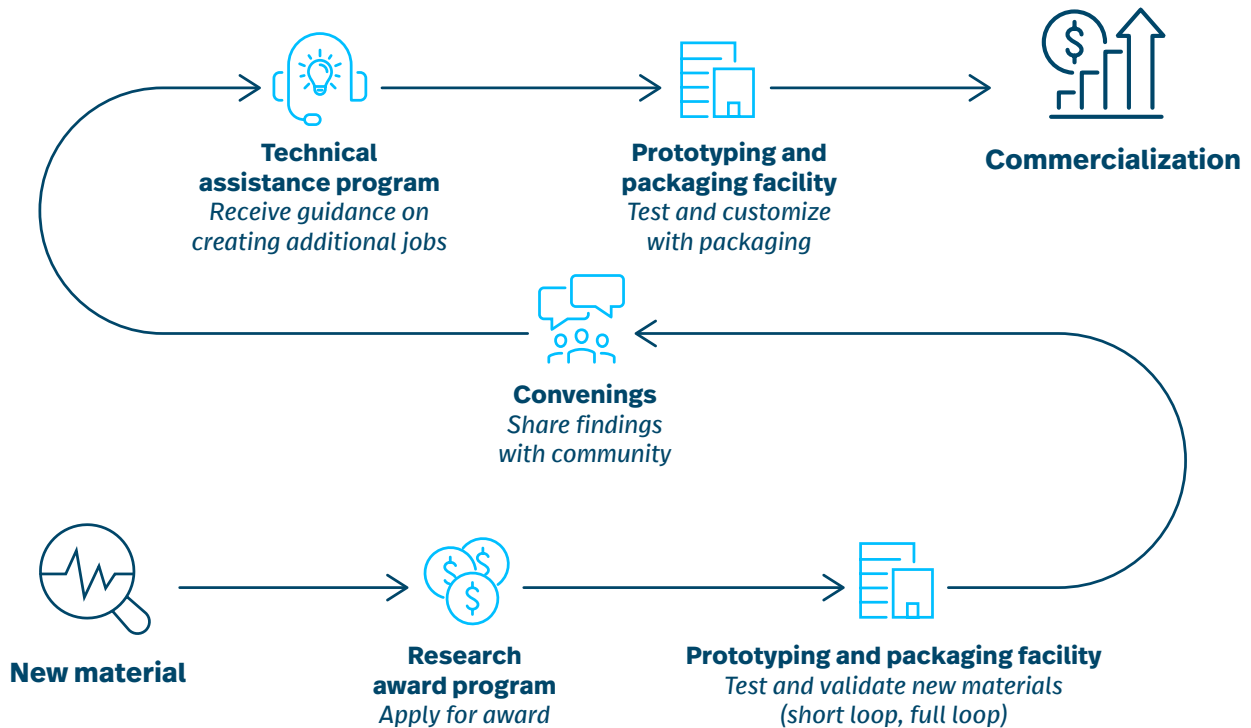 Technical
assistance program
Receive guidance on
creating additional jobs
Prototyping and
packaging facility
Test and customize
with packaging
$
Commercialization
Convenings
Share findings
with community
New material
$
$
$
Research
award program
Apply for award
Prototyping and packaging facility
Test and validate new materials
(short loop, full loop)